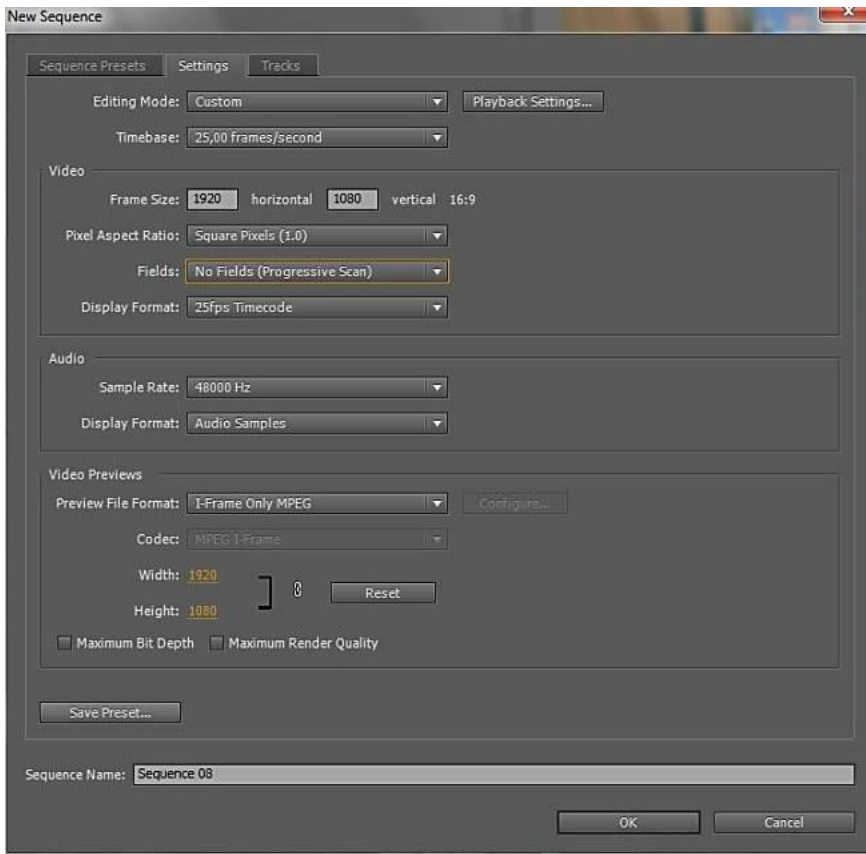 New Sequence
Sequence Presets Settings Tracks
Editing Mode: Custom Playback Settings...
Timebase: 25,00 frames/second
Video
Frame Size: 1920 horizontal 1080 vertical 16:9
Pixel Aspect Ratio: Square Pixels (1.0)
Fields: No Fields (Progressive Scan)
Display Format: 25fps Timecode
Audio
Sample Rate: 48000 Hz
Display Format: Audio Samples
Video Previews
Preview File Format: I-Frame Only MPEG Configure...
Codec: MPEG I-Frame
Width: 1920
Reset
Height: 1080
Maximum Bit Depth Maximum Render Quality
Save Preset...
Sequence Name: Sequence 08
OK Cancel